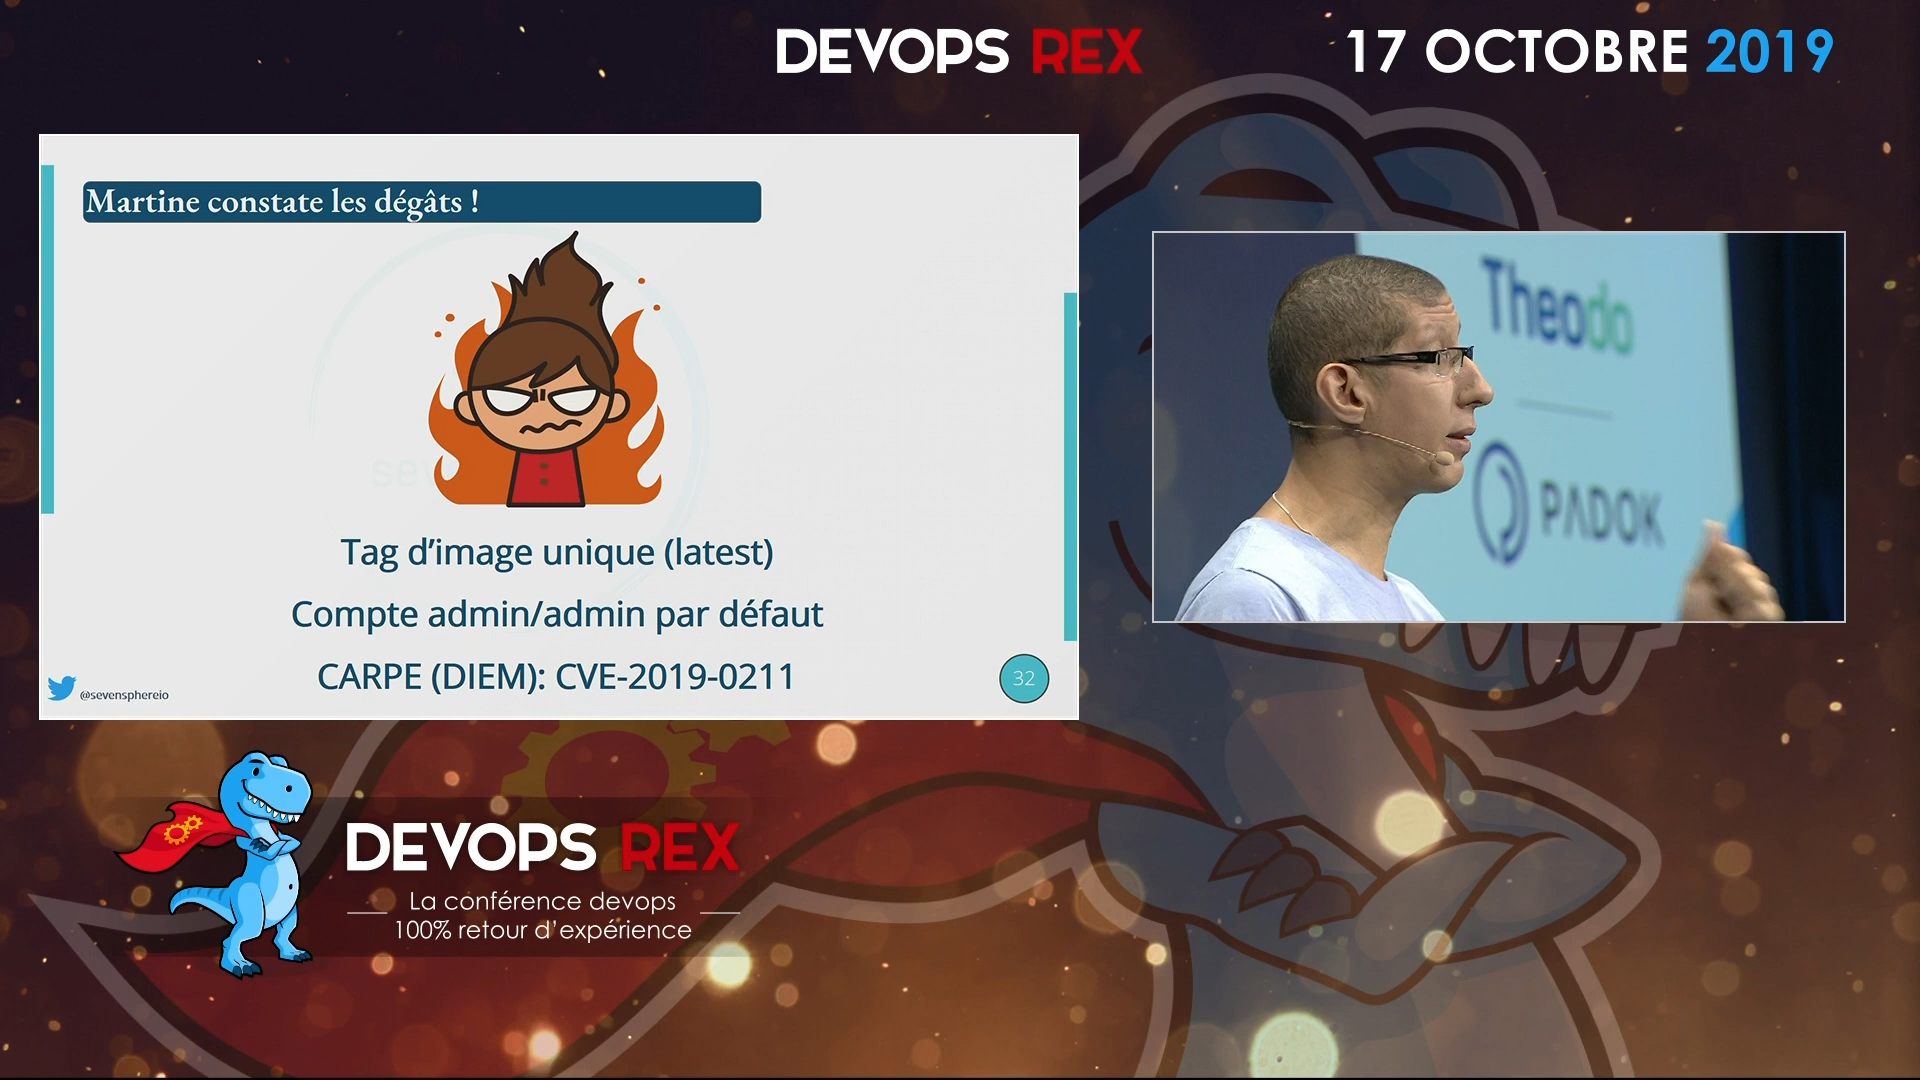 DEVOPS REX
17 OCTOBRE 2019
Martine constate les dégâts !
Tag d’image unique (latest)
Compte admin/admin par défaut
CARPE (DIEM): CVE-2019-0211
@sevensphereio
32
Theodo
PADOK
DEVOPS REX
La conférence devops
100% retour d’expérience